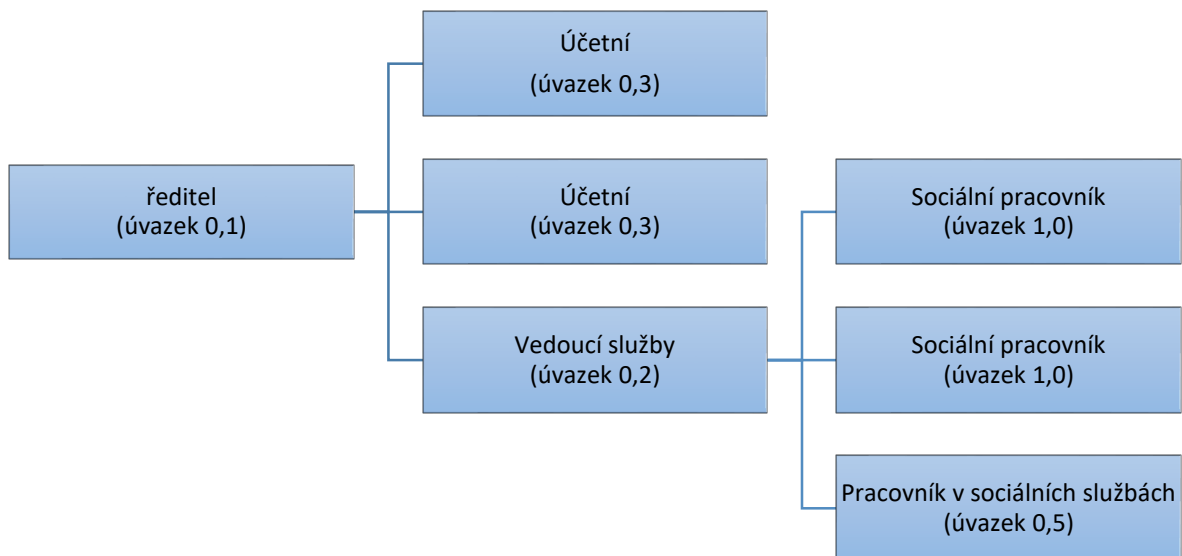 ředitel
(úvazek 0,1)
Účetní
(úvazek 0,3)
Účetní
(úvazek 0,3)
Vedoucí služby
(úvazek 0,2)
Sociální pracovník
(úvazek 1,0)
Sociální pracovník
(úvazek 1,0)
Pracovník v sociálních službách
(úvazek 0,5)